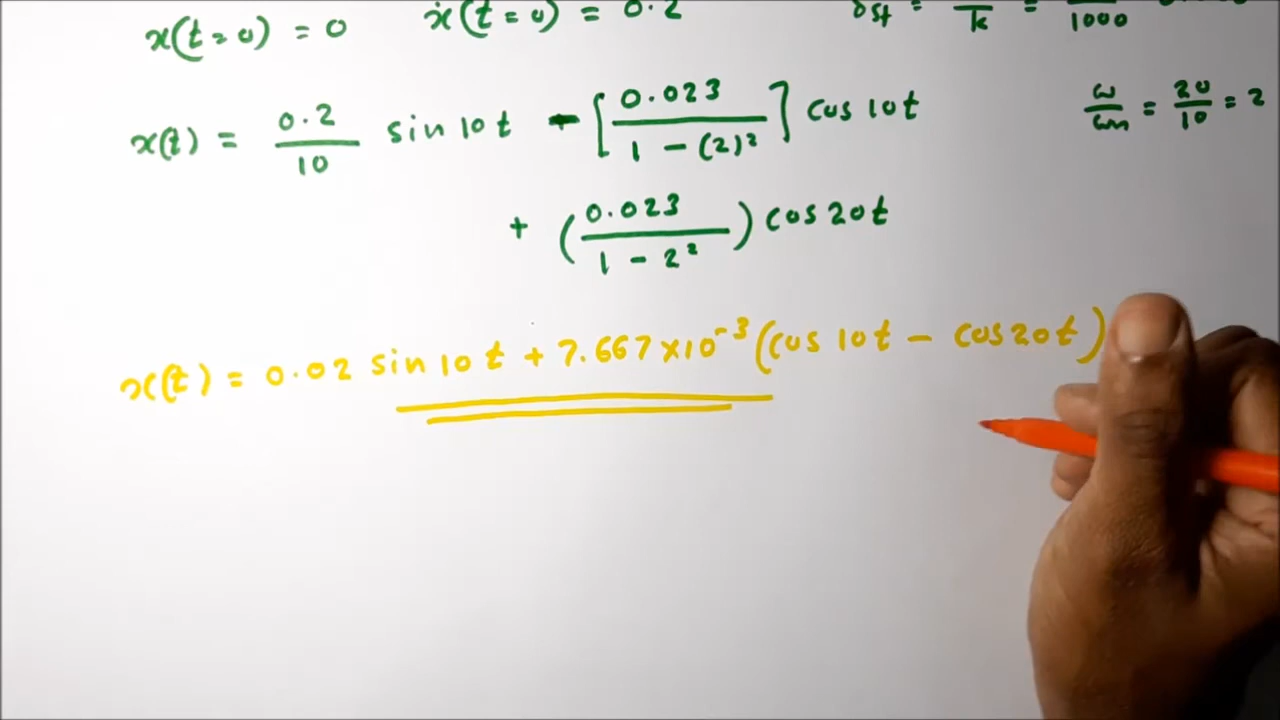 x(t=0) = 0 ẋ(t=0) = 0.2 δst = /k = /1000
x(t) = 0.2/10 sin 10t - [0.023/1 - (2)²] cos 10t ω/ωn = 20/10 = 2
+ (0.023/1 - 2²) cos 20t
x(t) = 0.02 sin 10t + 7.667 x 10⁻³ (cos 10t - cos 20t)